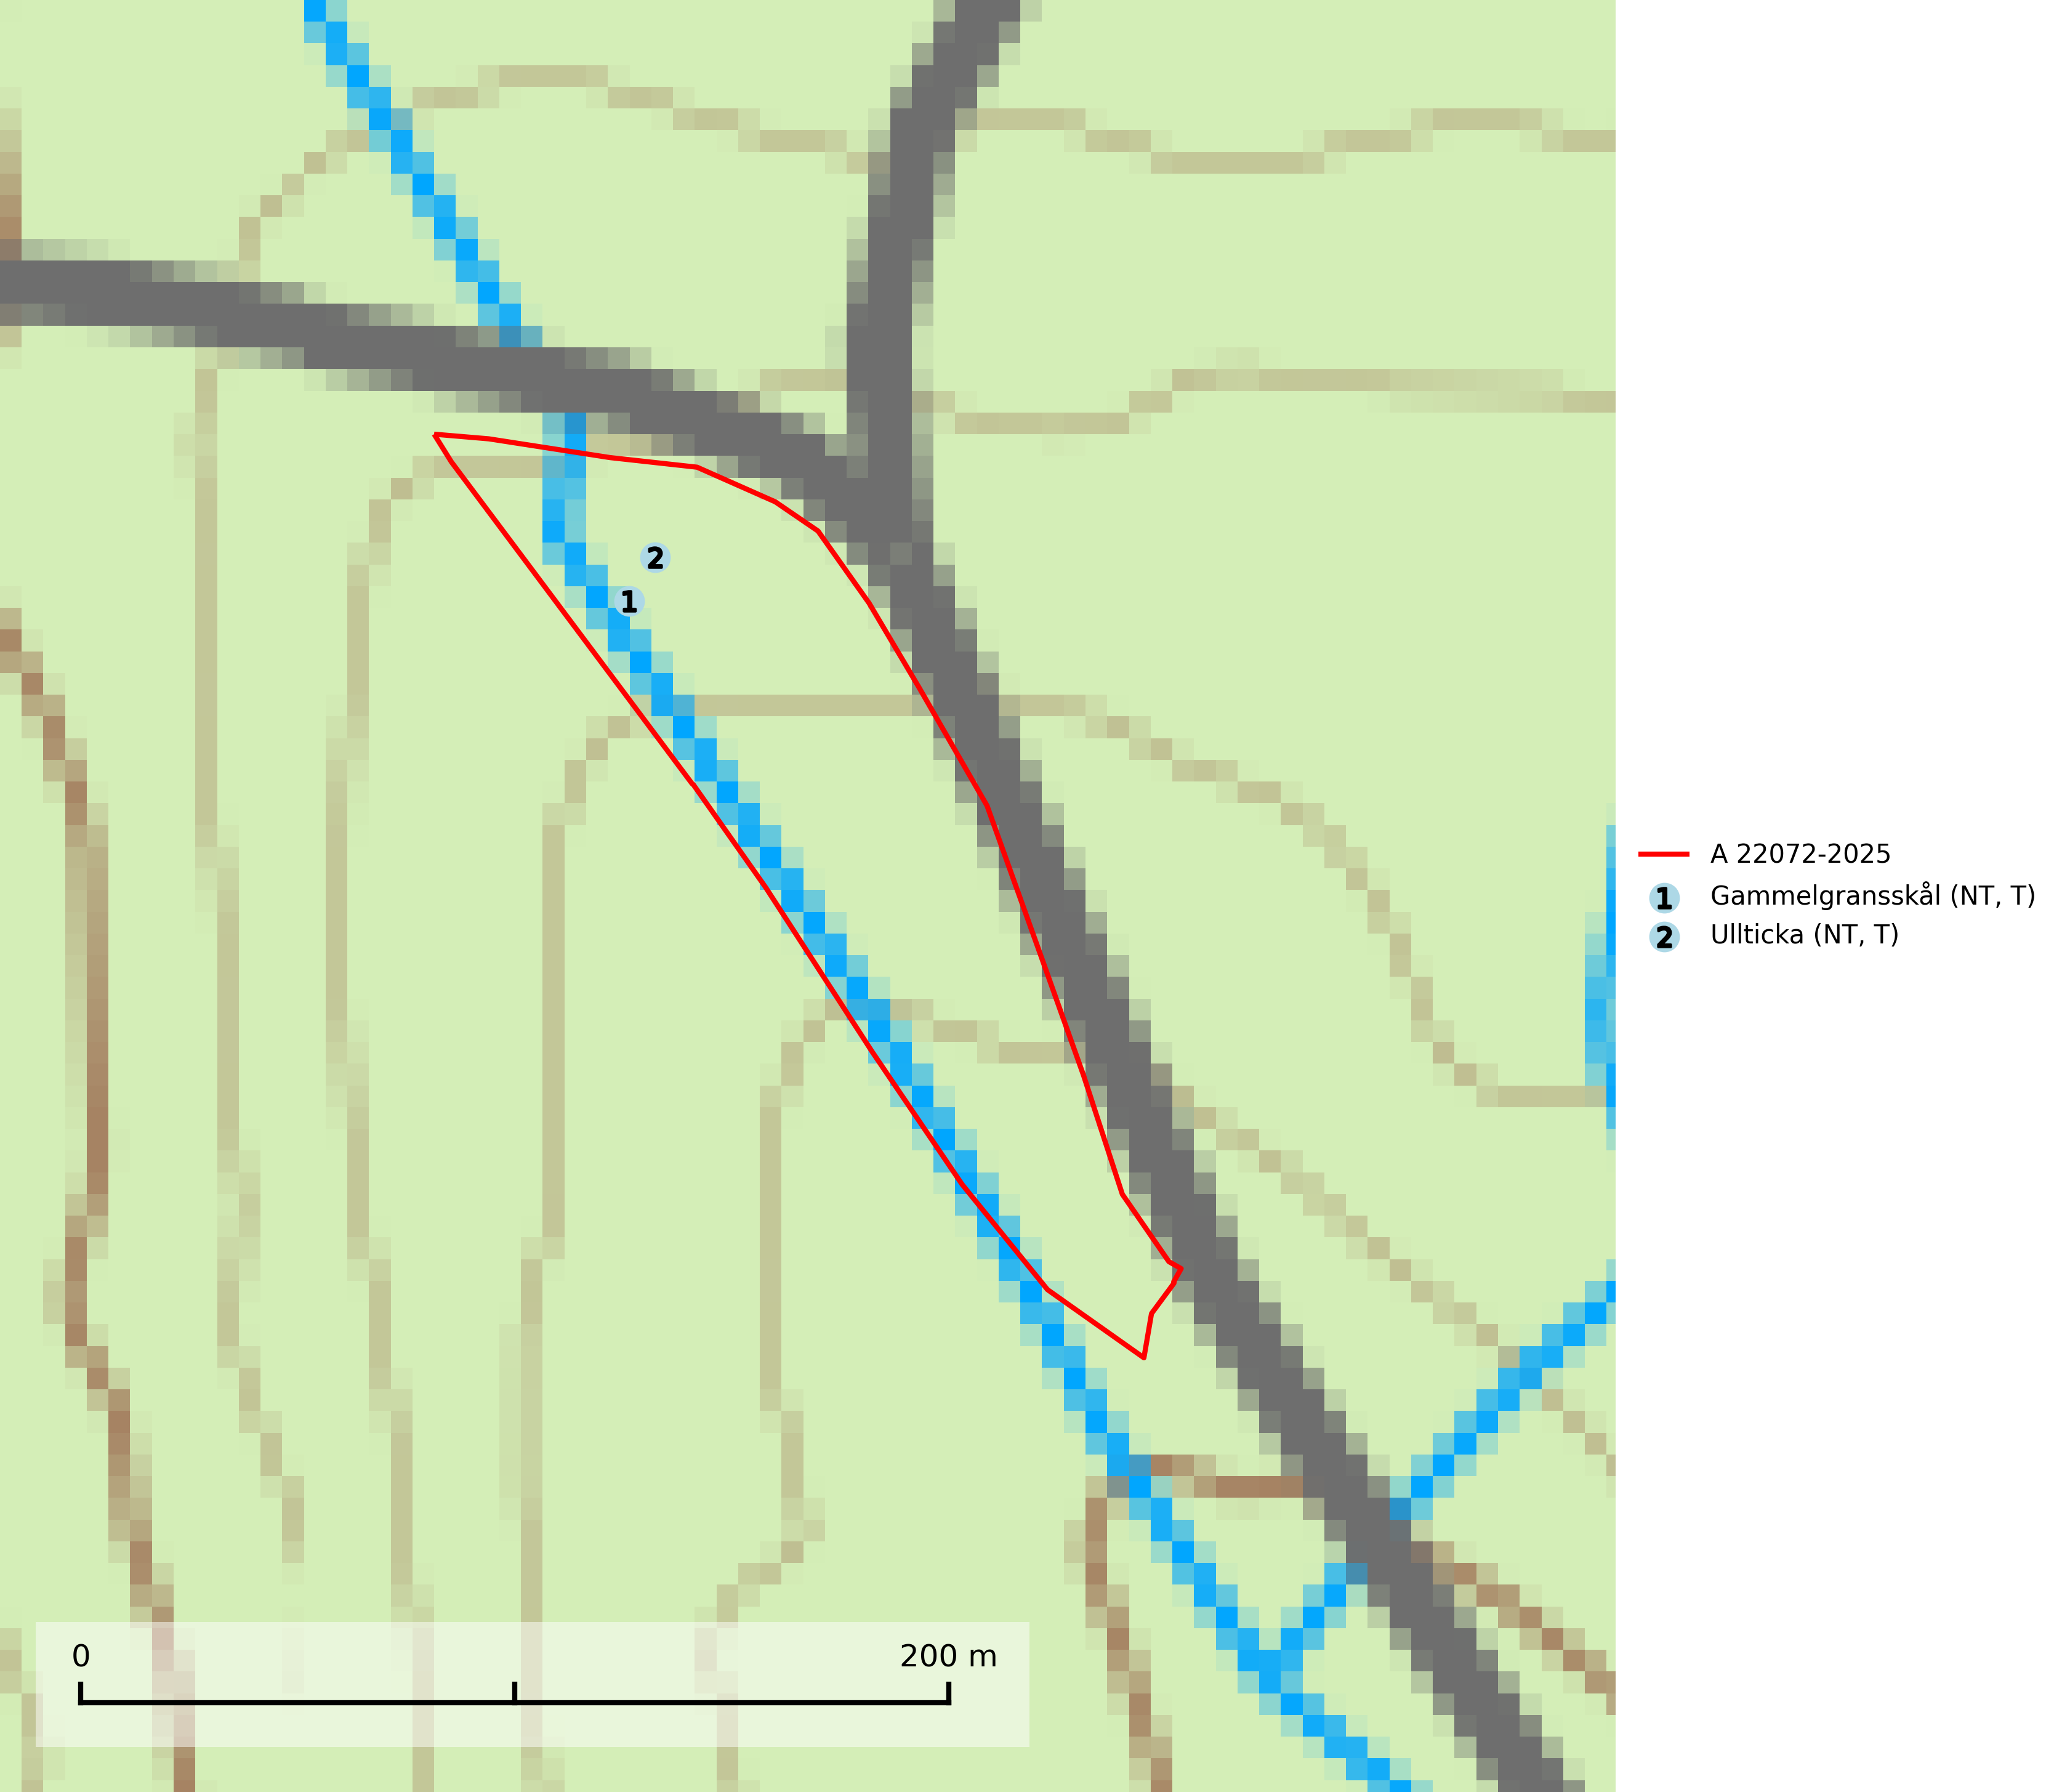 2
1
A 22072-2025
1 Gammelgransskål (NT, T)
2 Ullticka (NT, T)
0 200 m